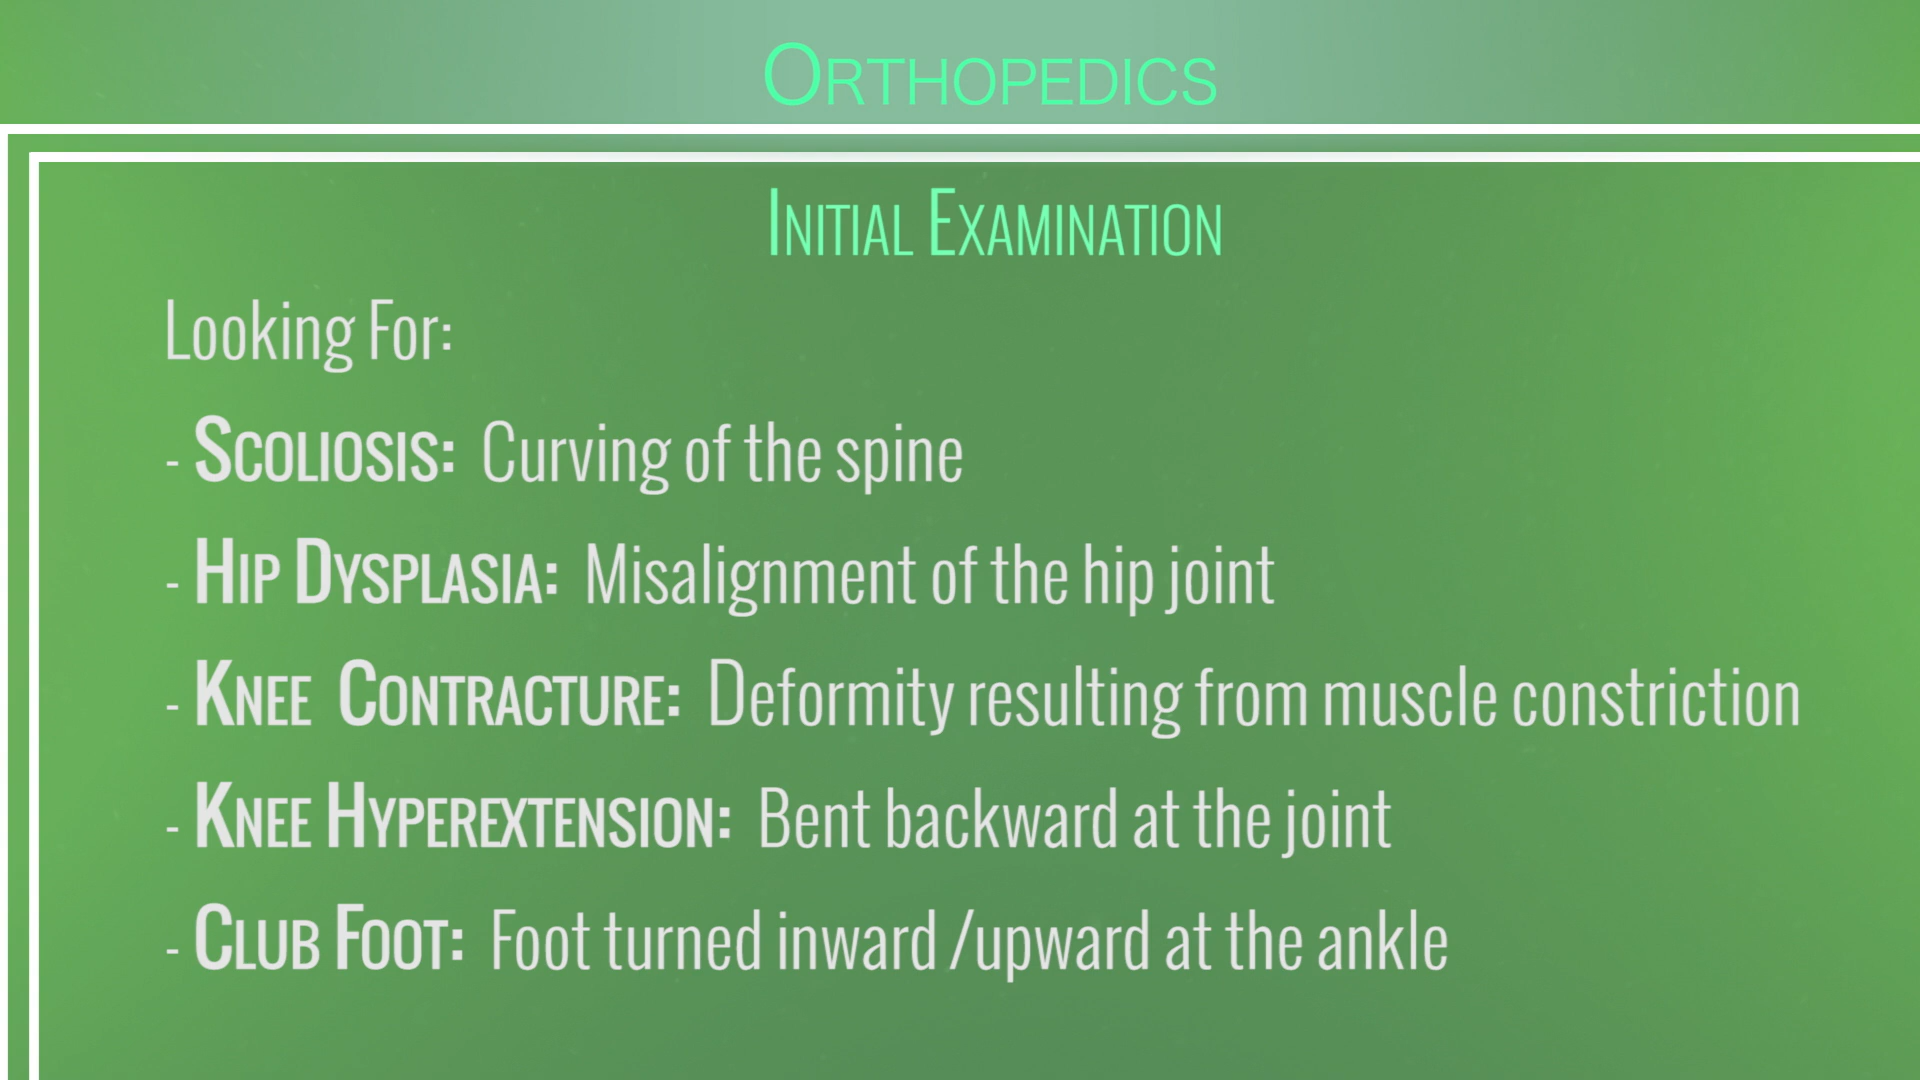 Orthopedics
Initial Examination
Looking For:
- Scoliosis: Curving of the spine
- Hip Dysplasia: Misalignment of the hip joint
- Knee Contracture: Deformity resulting from muscle constriction
- Knee Hyperextension: Bent backward at the joint
- Club Foot: Foot turned inward /upward at the ankle